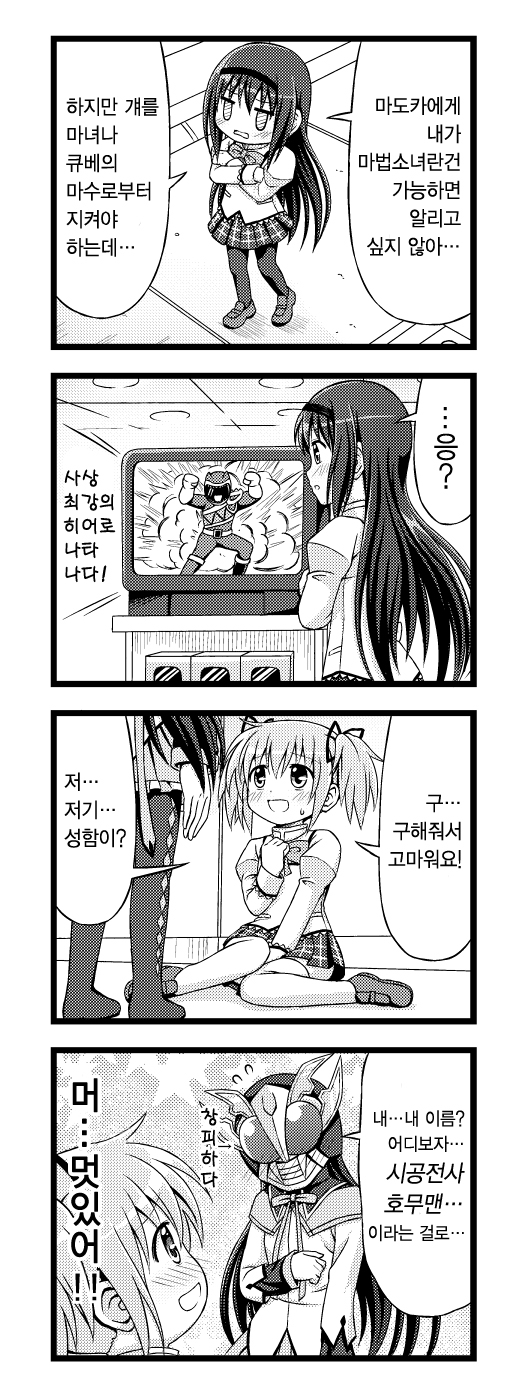 마도카에게
내가
마법소녀란건
가능하면
알리고
싶지 않아…
하지만 걔를
마녀나
큐베의
마수로부터
지켜야
하는데…
…응?
사상
최강의
히어로
나타
나다!
구…
구해줘서
고마워요!
저…
저기…
성함이?
내…내 이름?
어디보자…
시공전사
호무맨…
이라는 걸로…
창피하다
머…멋있어!!